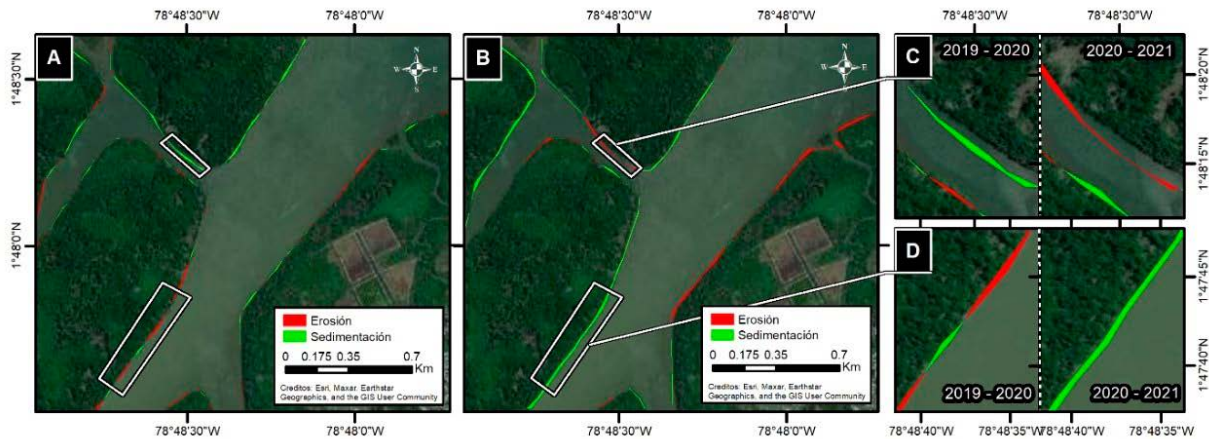 78°48'30"W 78°48'0"W 78°48'30"W 78°48'0"W 78°48'30"W 78°48'20"W
A
B
C
D
N
W E
S
N
W E
S
1°48'30"N
1°48'0"N
2019 - 2020
2020 - 2021
1°48'20"N
1°48'15"N
Erosión
Sedimentación
0 0.175 0.35 0.7
Km
Creditos: Esri, Maxar, Earthstar
Geographics, and the GIS User Community
Erosión
Sedimentación
0 0.175 0.35 0.7
Km
Creditos: Esri, Maxar, Earthstar
Geographics, and the GIS User Community
1°47'45"N
1°47'40"N
2019 - 2020
2020 - 2021
78°48'30"W 78°48'0"W 78°48'30"W 78°48'0"W 78°48'40"W 78°48'40"W 78°48'35"W